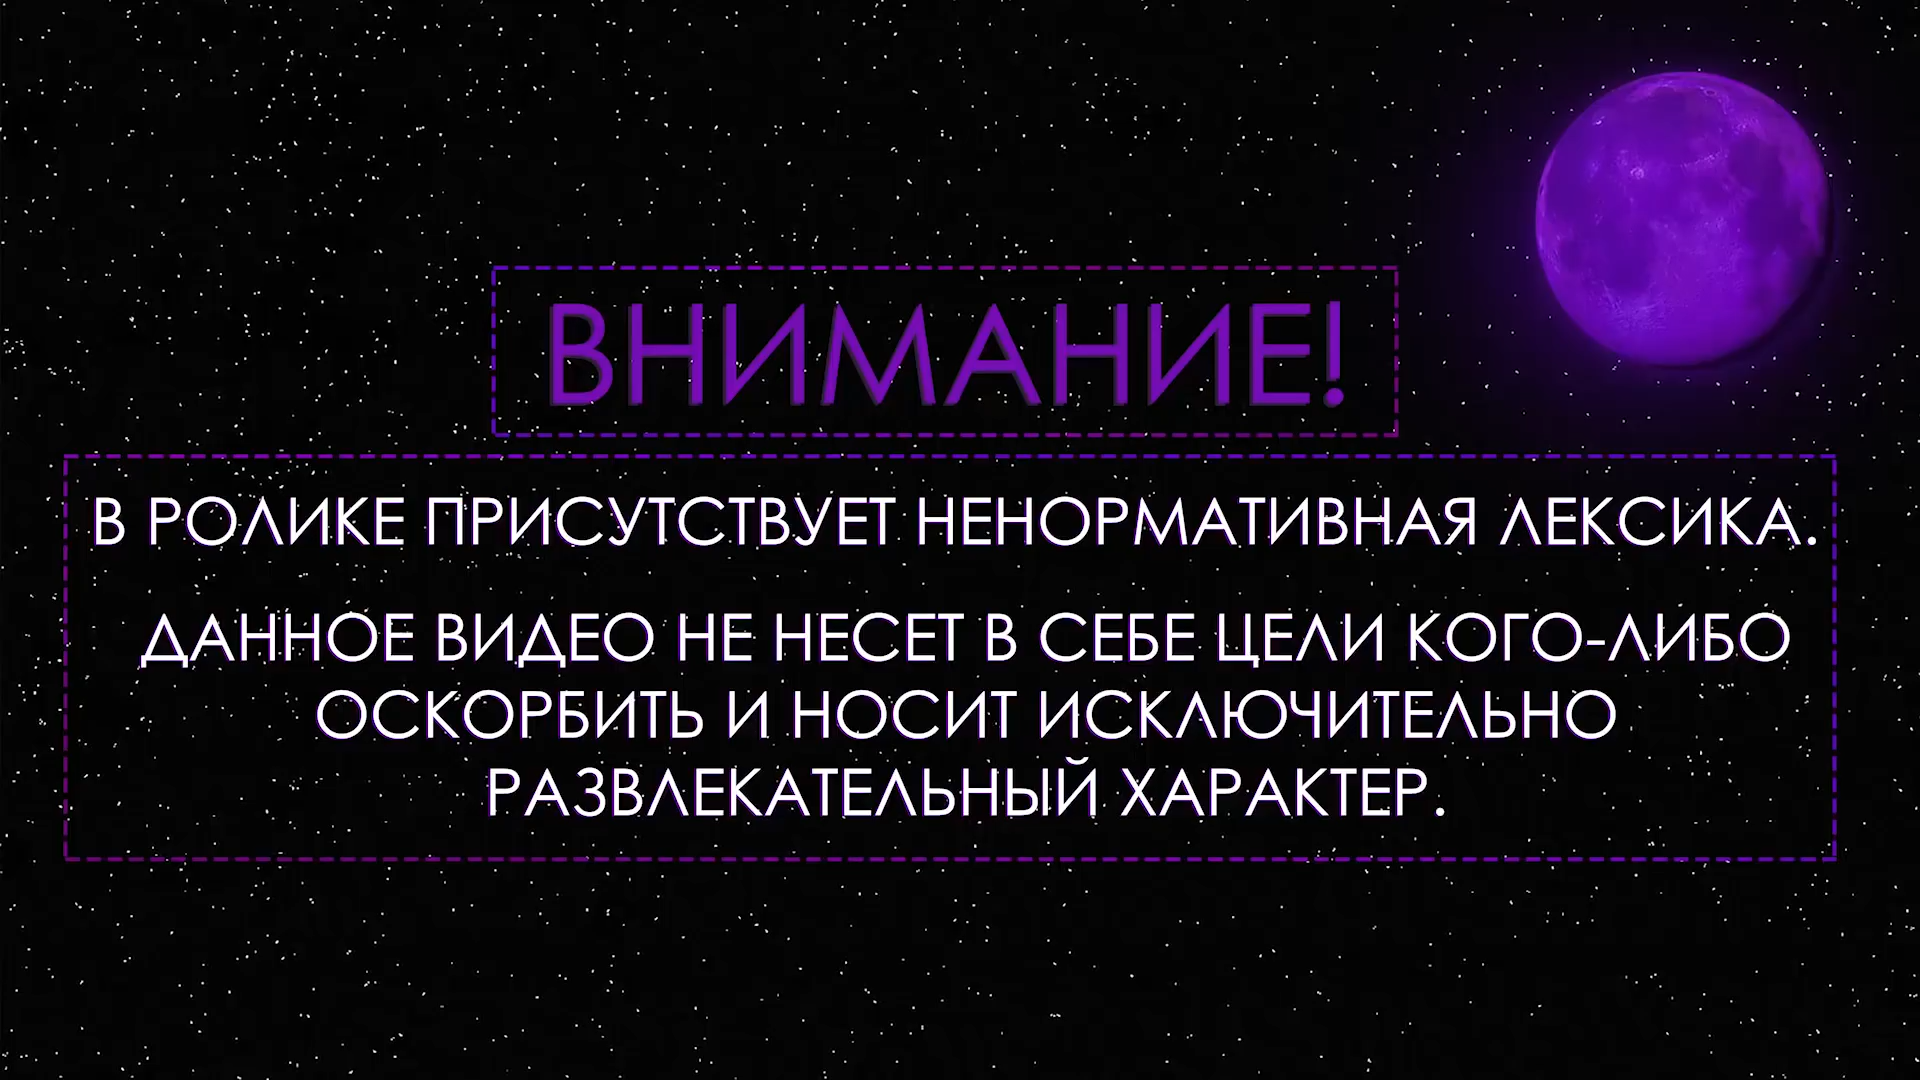 ВНИМАНИЕ!
В РОЛИКЕ ПРИСУТСТВУЕТ НЕНОРМАТИВНАЯ ЛЕКСИКА.
ДАННОЕ ВИДЕО НЕ НЕСЕТ В СЕБЕ ЦЕЛИ КОГО-ЛИБО
ОСКОРБИТЬ И НОСИТ ИСКЛЮЧИТЕЛЬНО
РАЗВЛЕКАТЕЛЬНЫЙ ХАРАКТЕР.